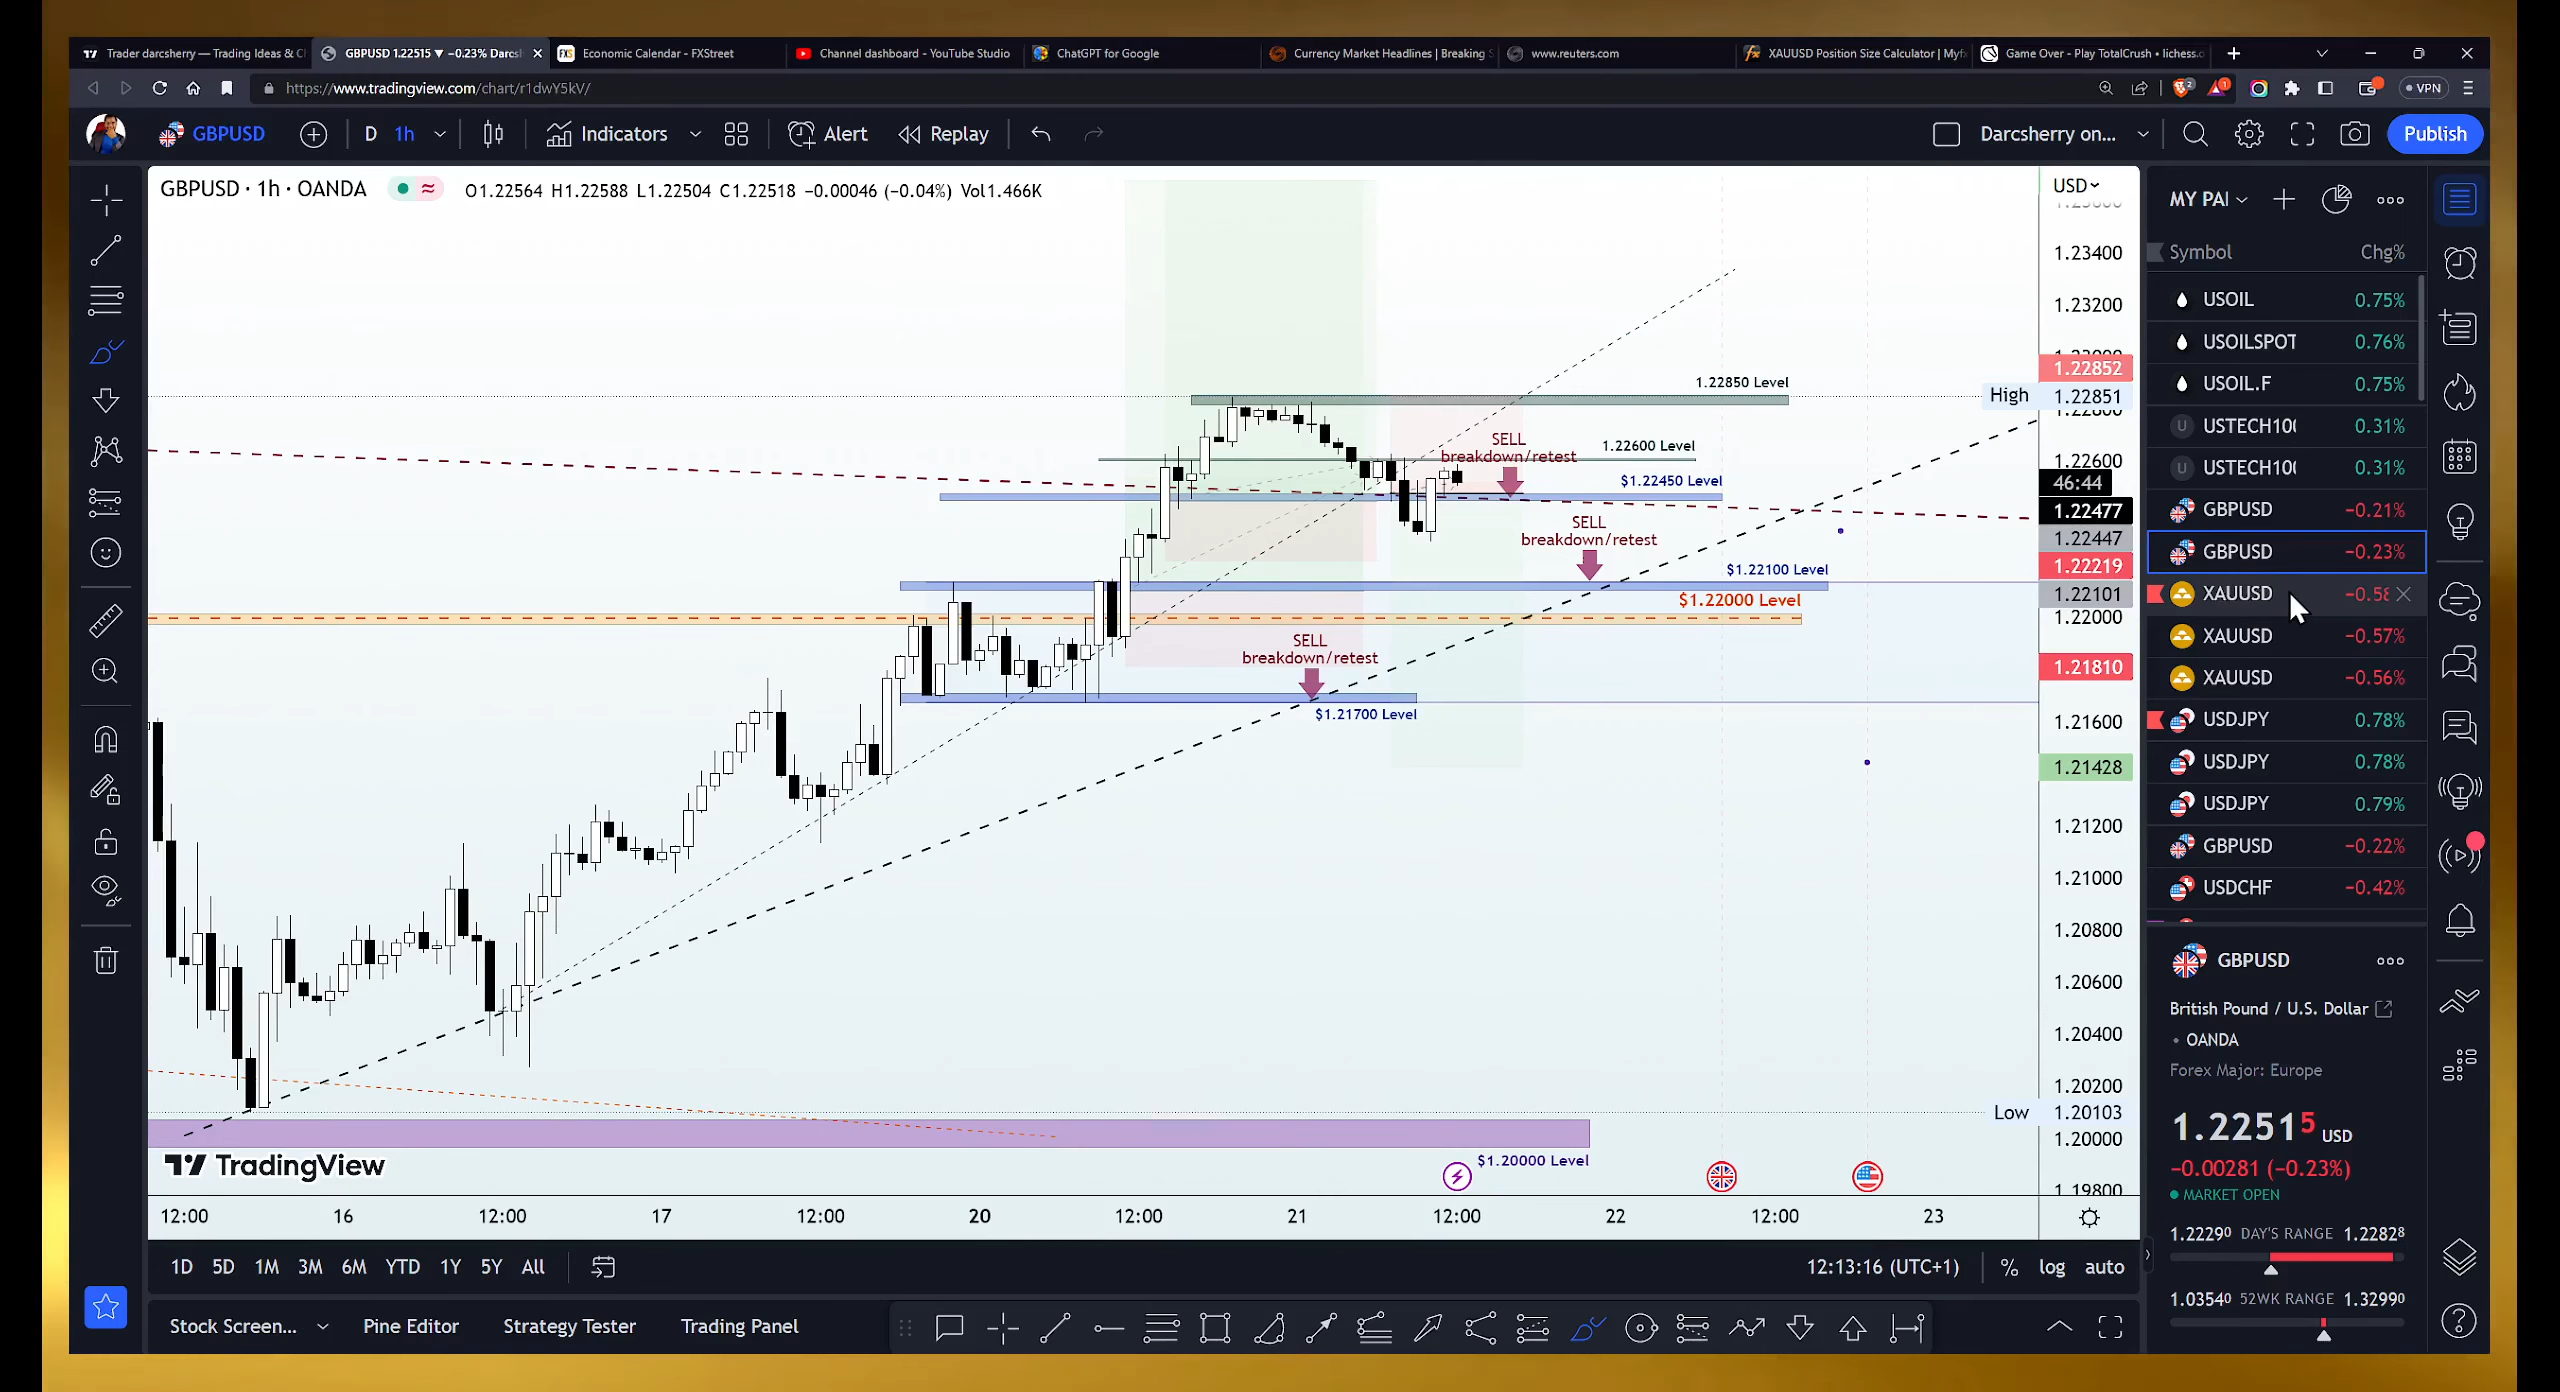 Trader darcsherry — Trading Ideas & C
GBPUSD 1.22515 ▼ −0.23% Darcs
Economic Calendar - FXStreet
Channel dashboard - YouTube Studio
ChatGPT for Google
Currency Market Headlines | Breaking
www.reuters.com
XAUUSD Position Size Calculator | Myf
Game Over - Play TotalCrush • lichess.o
https://www.tradingview.com/chart/r1dwY5kV/
VPN
GBPUSD
D 1h
Indicators
Alert
Replay
Darcsherry on...
Publish
GBPUSD · 1h · OANDA
O1.22564 H1.22588 L1.22504 C1.22518 −0.00046 (−0.04%) Vol1.466K
USD
1.23400
1.23200
1.22852
High 1.22851
1.22850 Level
1.22600 Level
1.22600
SELL
breakdown/retest
46:44
$1.22450 Level
1.22477
SELL
breakdown/retest
1.22447
1.22219
$1.22100 Level
1.22101
$1.22000 Level
1.22000
SELL
breakdown/retest
1.21810
$1.21700 Level
1.21600
1.21428
1.21200
1.21000
1.20800
1.20600
1.20400
1.20200
Low 1.20103
1.20000
$1.20000 Level
1.19800
TradingView
12:00 16 12:00 17 12:00 20 12:00 21 12:00 22 12:00 23
1D 5D 1M 3M 6M YTD 1Y 5Y All
12:13:16 (UTC+1) % log auto
Stock Screen... Pine Editor Strategy Tester Trading Panel
MY PAI
Symbol Chg%
USOIL 0.75%
USOILSPOT 0.76%
USOIL.F 0.75%
USTECH10 0.31%
USTECH10 0.31%
GBPUSD −0.21%
GBPUSD −0.23%
XAUUSD −0.58
XAUUSD −0.57%
XAUUSD −0.56%
USDJPY 0.78%
USDJPY 0.78%
USDJPY 0.79%
GBPUSD −0.22%
USDCHF −0.42%
GBPUSD
British Pound / U.S. Dollar
• OANDA
Forex Major: Europe
1.22515 USD
−0.00281 (−0.23%)
MARKET OPEN
1.22290 DAY'S RANGE 1.22828
1.03540 52WK RANGE 1.32990